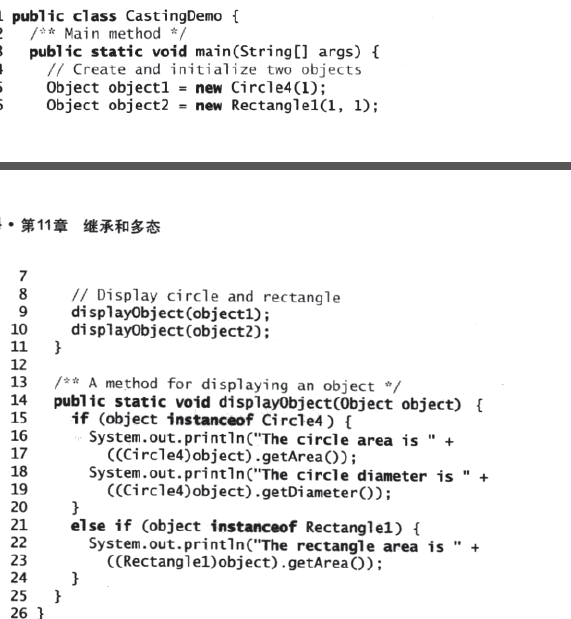 1 public class CastingDemo {
2 /** Main method */
3 public static void main(String[] args) {
4 // Create and initialize two objects
5 Object object1 = new Circle4(1);
6 Object object2 = new Rectangle1(1, 1);
• 第11章 继承和多态
7
8 // Display circle and rectangle
9 displayObject(object1);
10 displayObject(object2);
11 }
12
13 /** A method for displaying an object */
14 public static void displayObject(Object object) {
15 if (object instanceof Circle4) {
16 System.out.println("The circle area is " +
17 ((Circle4)object).getArea());
18 System.out.println("The circle diameter is " +
19 ((Circle4)object).getDiameter());
20 }
21 else if (object instanceof Rectangle1) {
22 System.out.println("The rectangle area is " +
23 ((Rectangle1)object).getArea());
24 }
25 }
26 }